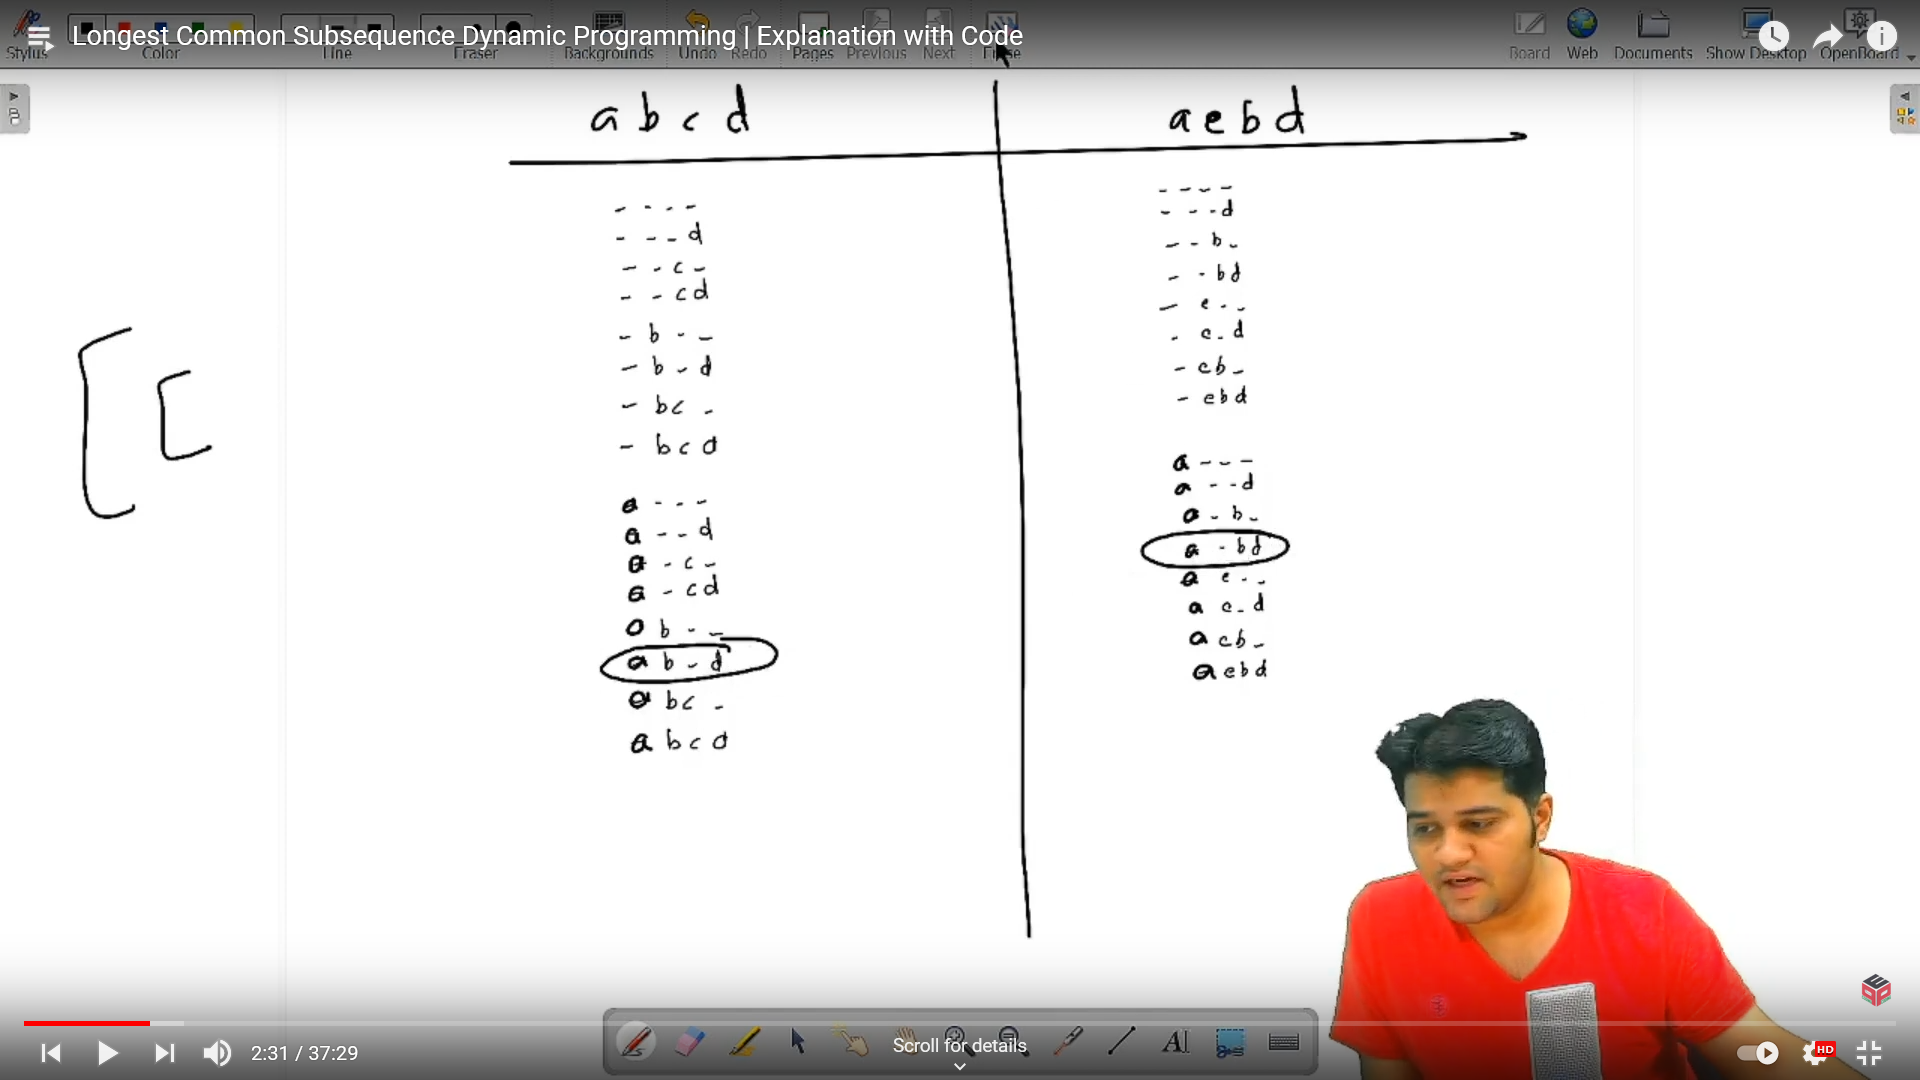 Longest Common Subsequence Dynamic Programming | Explanation with Code
Stylus Color Line Eraser Backgrounds Undo Redo Pages Previous Next Erase Board Web Documents Show Desktop OpenBoard
a b c d
a e b d
- - - -
- - - d
- - c -
- - c d
- b - -
- b - d
- b c -
- b c d
a - - -
a - - d
a - c -
a - c d
a b - -
a b - d
a b c -
a b c d
- - - -
- - - d
- - b -
- - b d
- e - -
- e - d
- e b -
- e b d
a - - -
a - - d
a - b -
a - b d
a e - -
a e - d
a e b -
a e b d
[ [
2:31 / 37:29
Scroll for details
HD